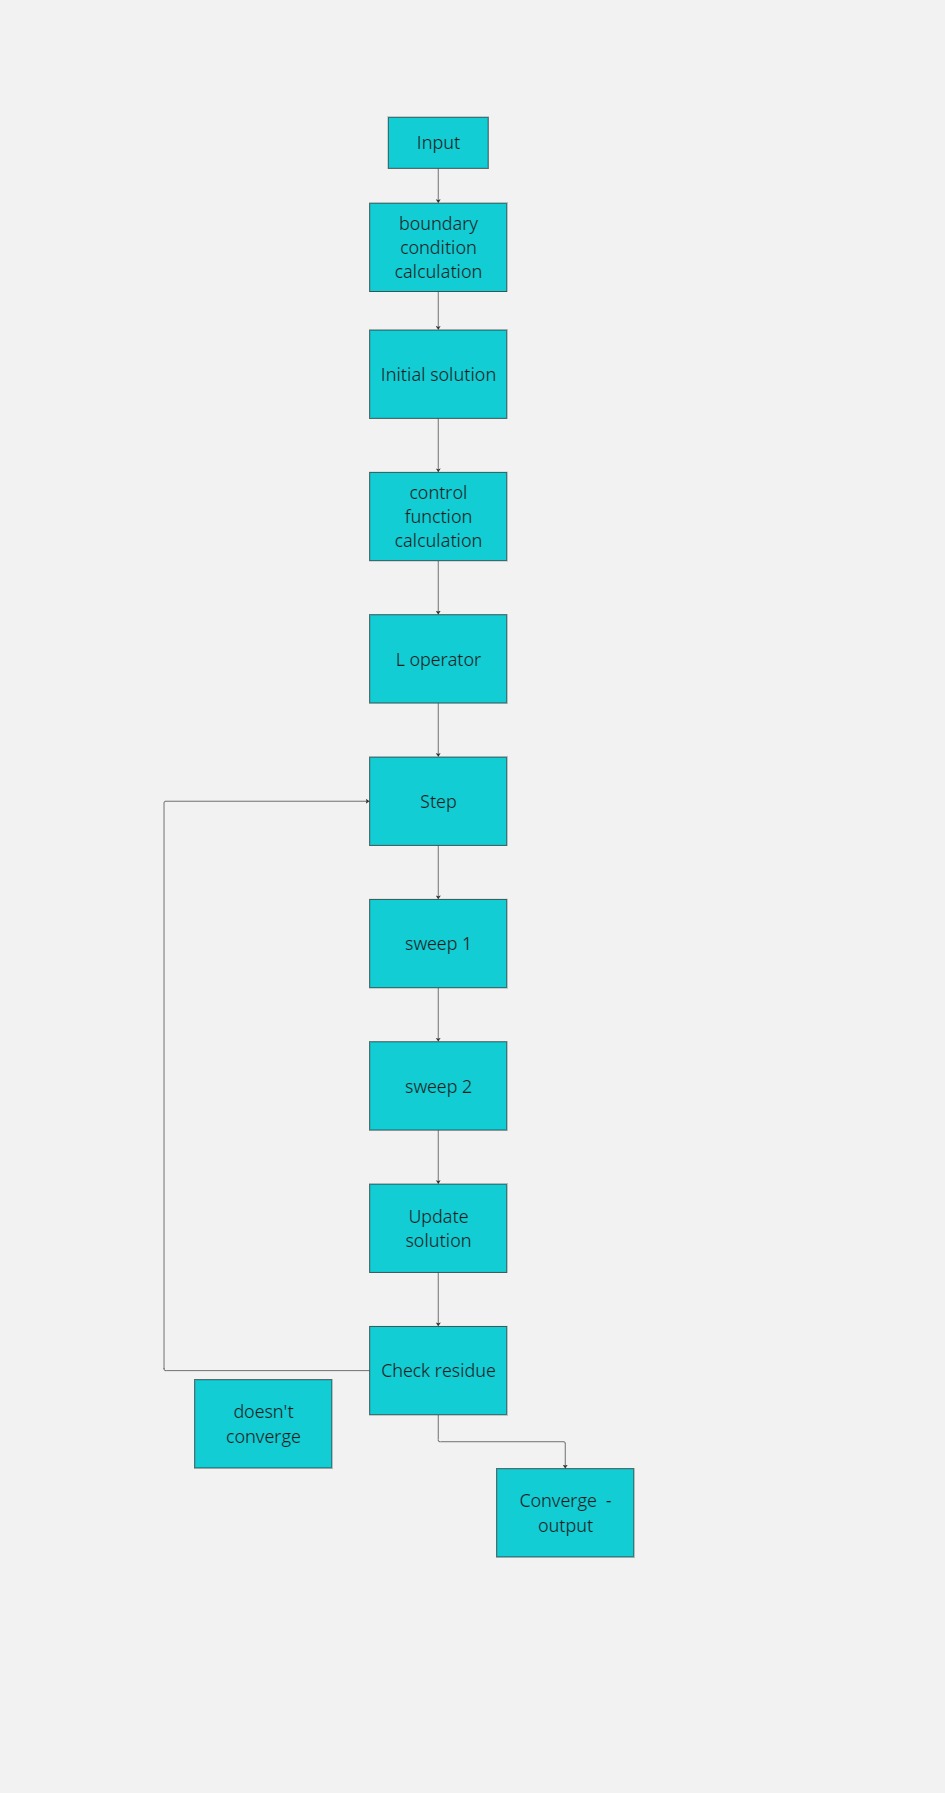 Input
boundary
condition
calculation
Initial solution
control
function
calculation
L operator
Step
sweep 1
sweep 2
Update
solution
Check residue
doesn't
converge
Converge  -
output